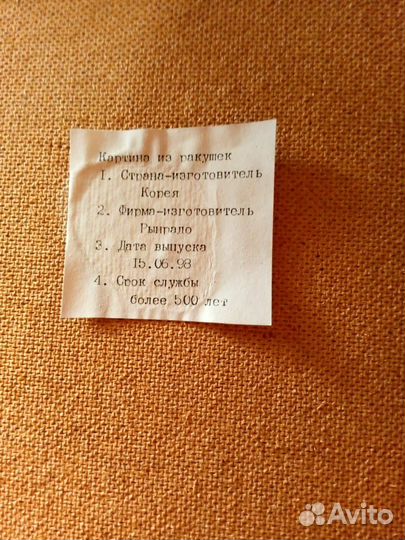 Картина из ракушек
1. Страна-изготовитель
Корея
2. Фирма-изготовитель
Гынрало
3. Дата выпуска
15.06.98
4. Срок службы
более 500 лет
Avito